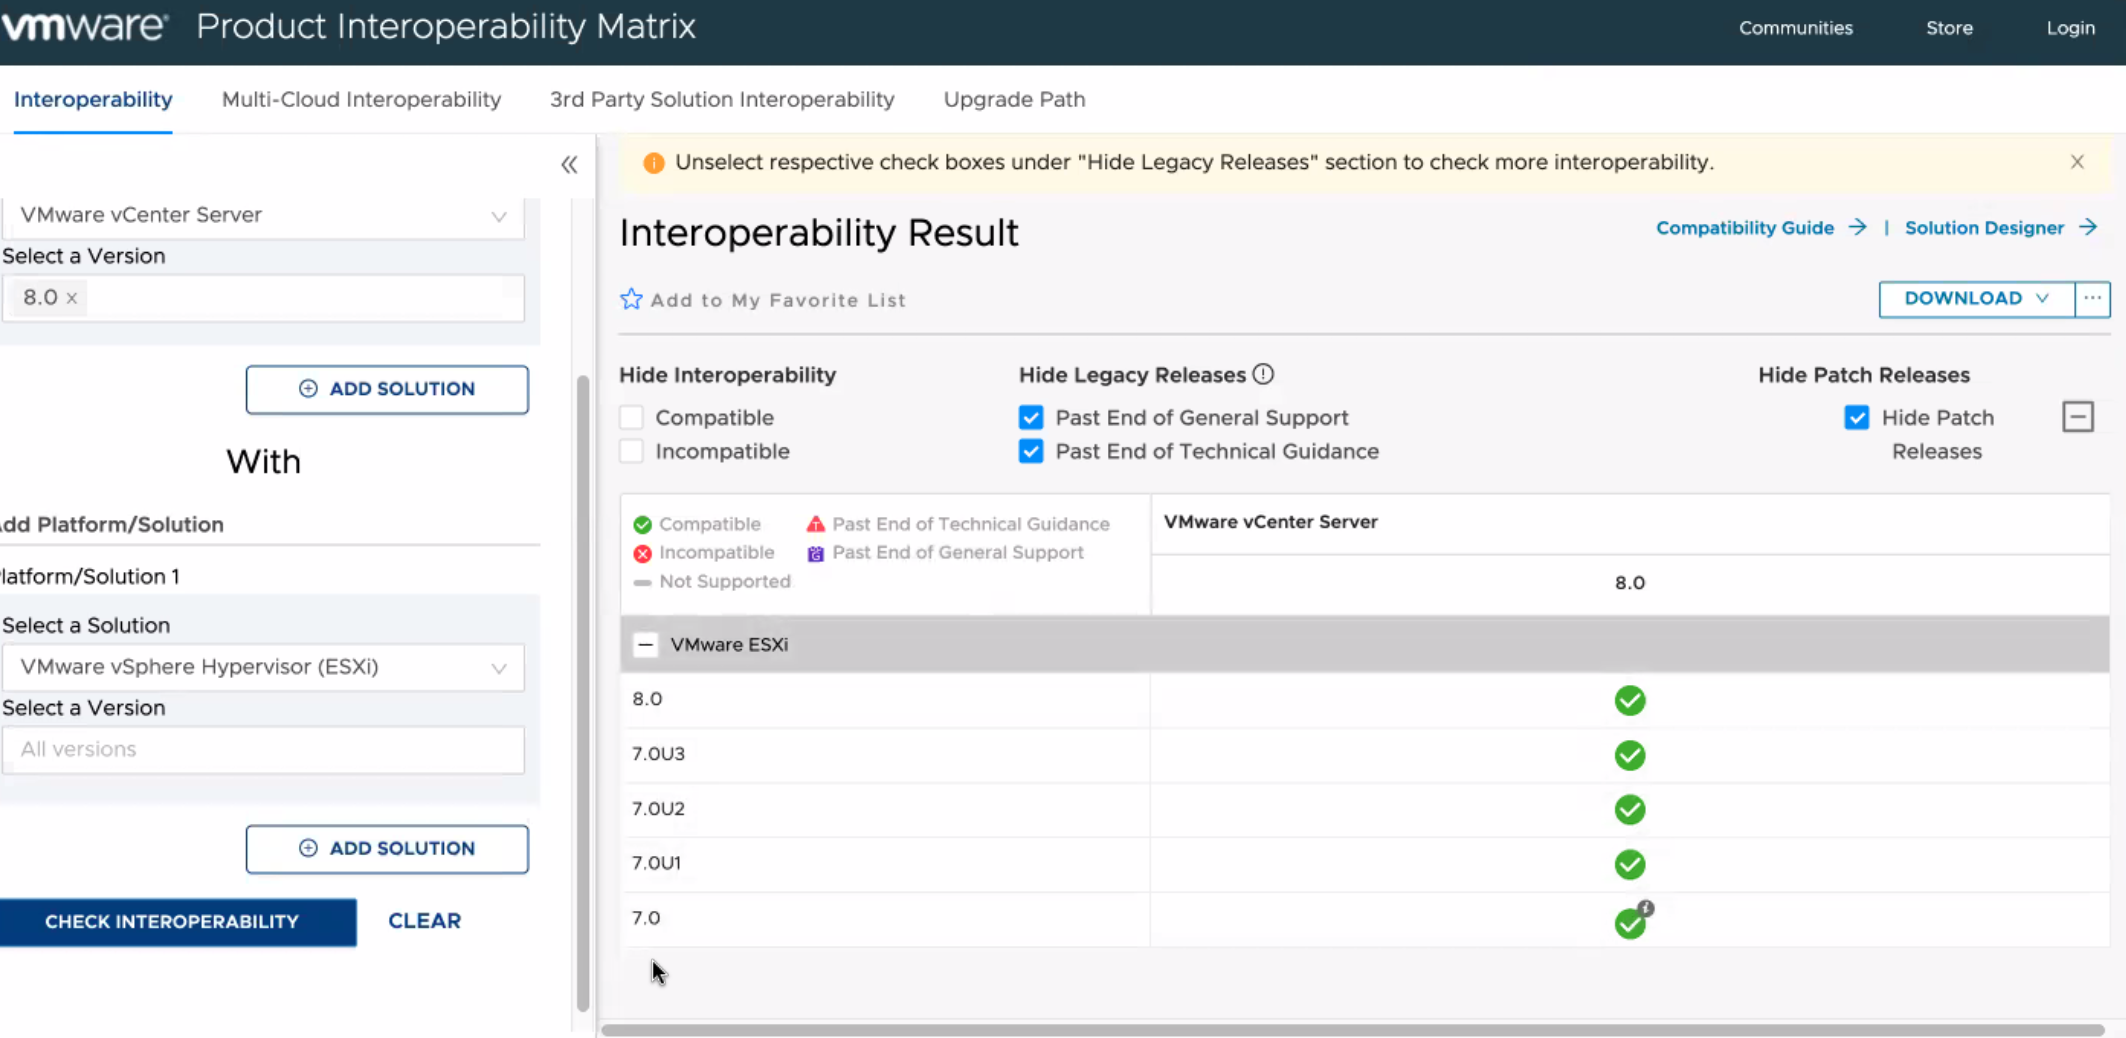 vmware® Product Interoperability Matrix
Communities
Store
Login
Interoperability
Multi-Cloud Interoperability
3rd Party Solution Interoperability
Upgrade Path
VMware vCenter Server
Select a Version
8.0 ×
ADD SOLUTION
With
dd Platform/Solution
latform/Solution 1
Select a Solution
VMware vSphere Hypervisor (ESXi)
Select a Version
All versions
ADD SOLUTION
CHECK INTEROPERABILITY
CLEAR
Unselect respective check boxes under "Hide Legacy Releases" section to check more interoperability.
Interoperability Result
Compatibility Guide → | Solution Designer →
Add to My Favorite List
DOWNLOAD
Hide Interoperability
Compatible
Incompatible
Hide Legacy Releases
Past End of General Support
Past End of Technical Guidance
Hide Patch Releases
Hide Patch
Releases
Compatible
Past End of Technical Guidance
Incompatible
Past End of General Support
Not Supported
VMware vCenter Server
8.0
VMware ESXi
8.0
7.0U3
7.0U2
7.0U1
7.0